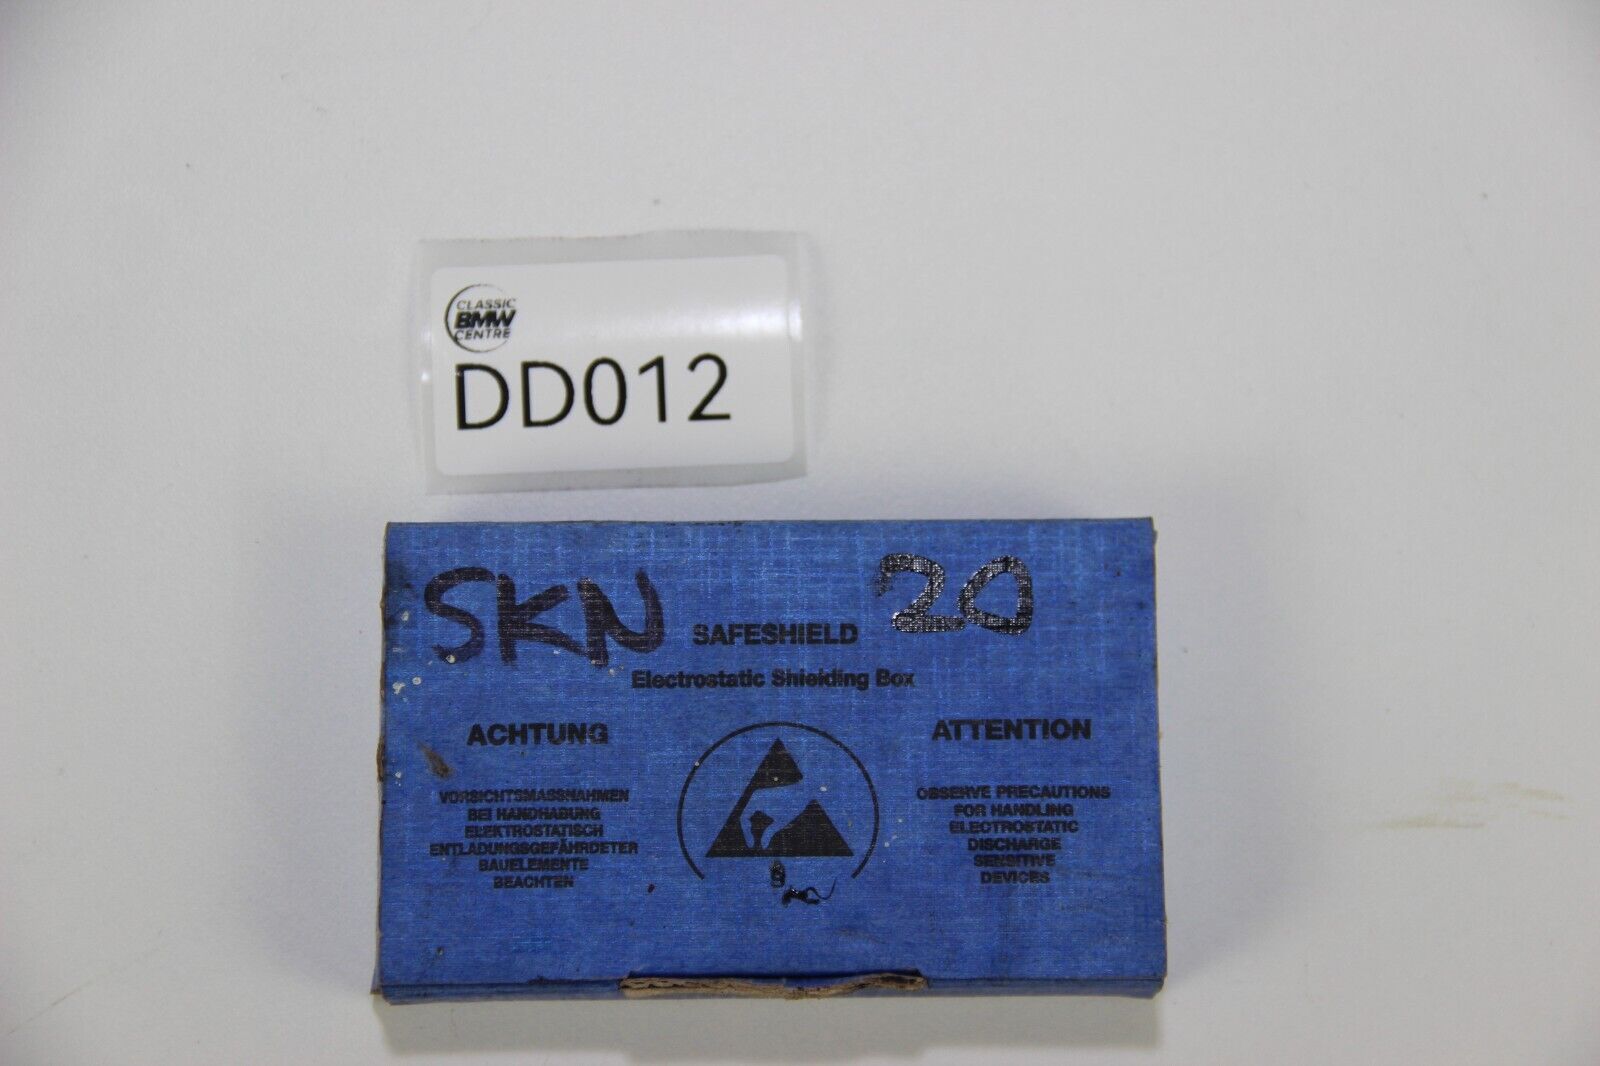 CLASSIC
BMW
CENTRE
DD012
SKN
20
SAFESHIELD
Electrostatic Shielding Box
ACHTUNG
VORSICHTSMASSNAHMEN
BEI HANDHABUNG
ELEKTROSTATISCH
ENTLADUNGSGEFÄHRDETER
BAUELEMENTE
BEACHTEN
ATTENTION
OBSERVE PRECAUTIONS
FOR HANDLING
ELECTROSTATIC
DISCHARGE
SENSITIVE
DEVICES